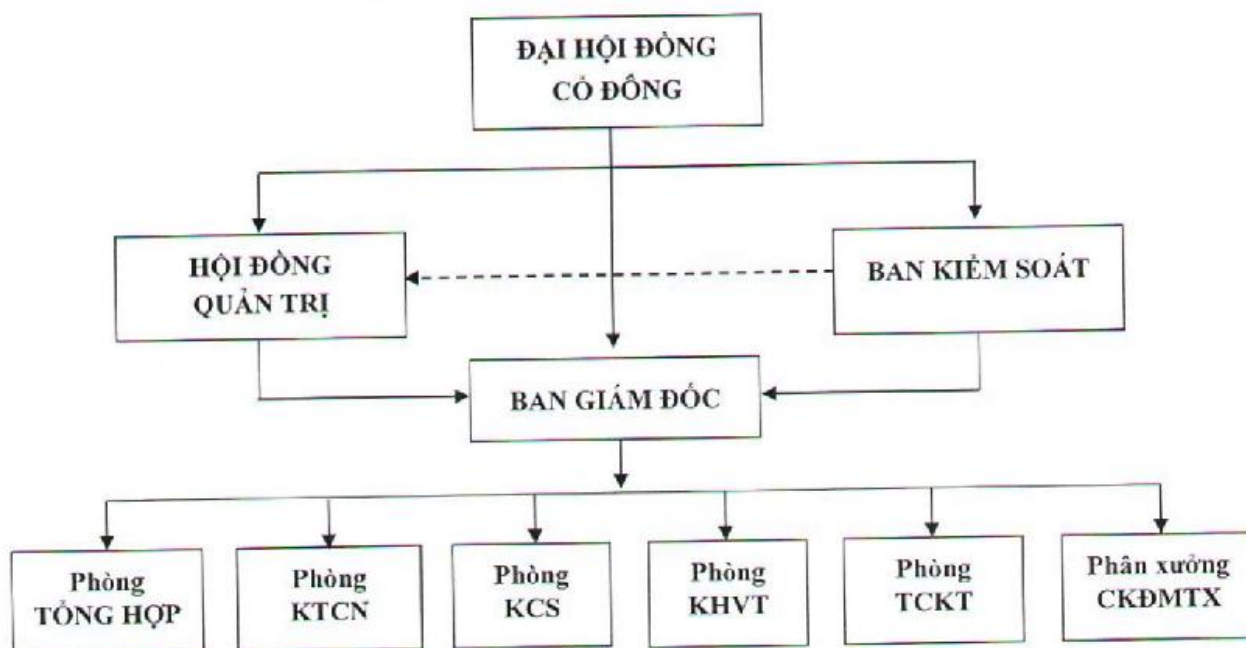 ĐẠI HỘI ĐỒNG
CỔ ĐÔNG
HỘI ĐỒNG
QUẢN TRỊ
BAN KIỂM SOÁT
BAN GIÁM ĐỐC
Phòng
TỔNG HỢP
Phòng
KTCN
Phòng
KCS
Phòng
KHVT
Phòng
TCKT
Phân xưởng
CKĐMTX